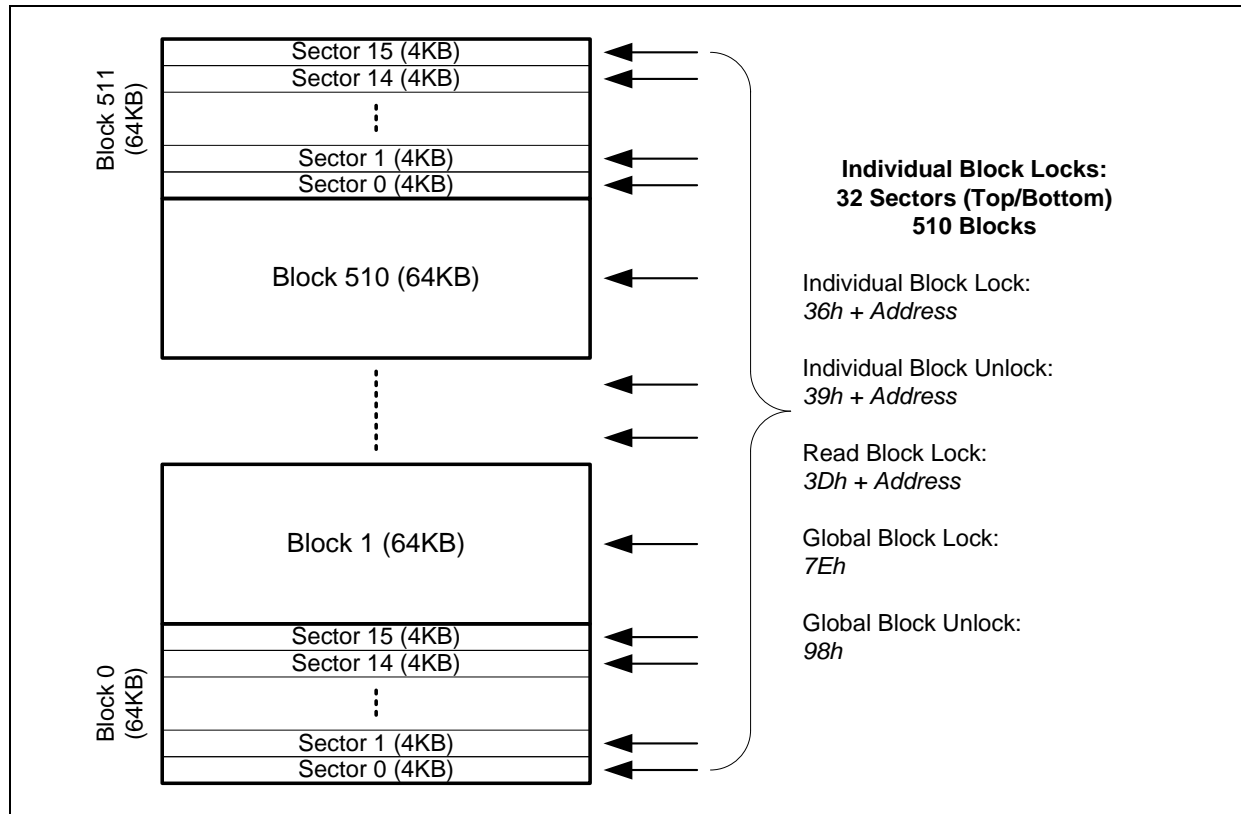 Block 511
(64KB)
Sector 15 (4KB)
Sector 14 (4KB)
Sector 1 (4KB)
Sector 0 (4KB)
Block 510 (64KB)
Block 1 (64KB)
Block 0
(64KB)
Sector 15 (4KB)
Sector 14 (4KB)
Sector 1 (4KB)
Sector 0 (4KB)
Individual Block Locks:
32 Sectors (Top/Bottom)
510 Blocks
Individual Block Lock:
36h + Address
Individual Block Unlock:
39h + Address
Read Block Lock:
3Dh + Address
Global Block Lock:
7Eh
Global Block Unlock:
98h